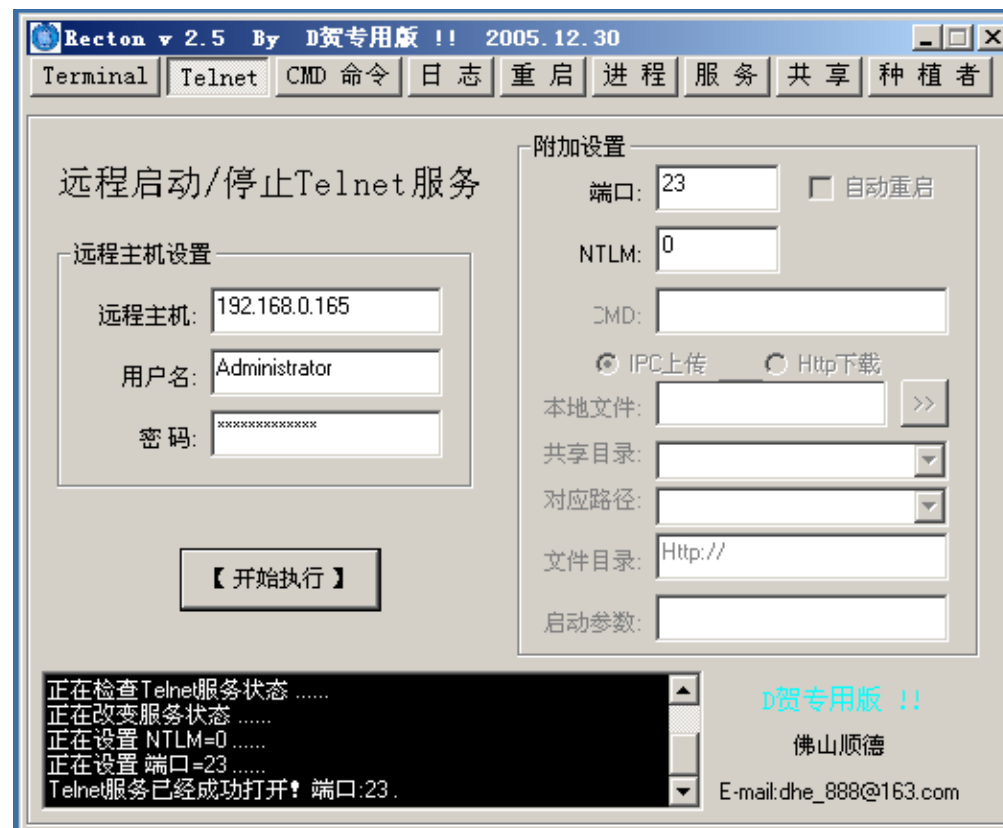 Recton v 2.5 By D贺专用版 !! 2005.12.30
Terminal Telnet CMD 命令 日 志 重 启 进 程 服 务 共 享 种 植 者
远程启动/停止Telnet服务
远程主机设置
远程主机: 192.168.0.165
用户名: Administrator
密 码: *************
【 开始执行 】
附加设置
端口: 23 自动重启
NTLM: 0
CMD:
IPC上传 Http下载
本地文件: >>
共享目录:
对应路径:
文件目录: Http://
启动参数:
正在检查Telnet服务状态 ......
正在改变服务状态 ......
正在设置 NTLM=0 ......
正在设置 端口=23 ......
Telnet服务已经成功打开! 端口:23 .
D贺专用版 !!
佛山顺德
E-mail:dhe_888@163.com